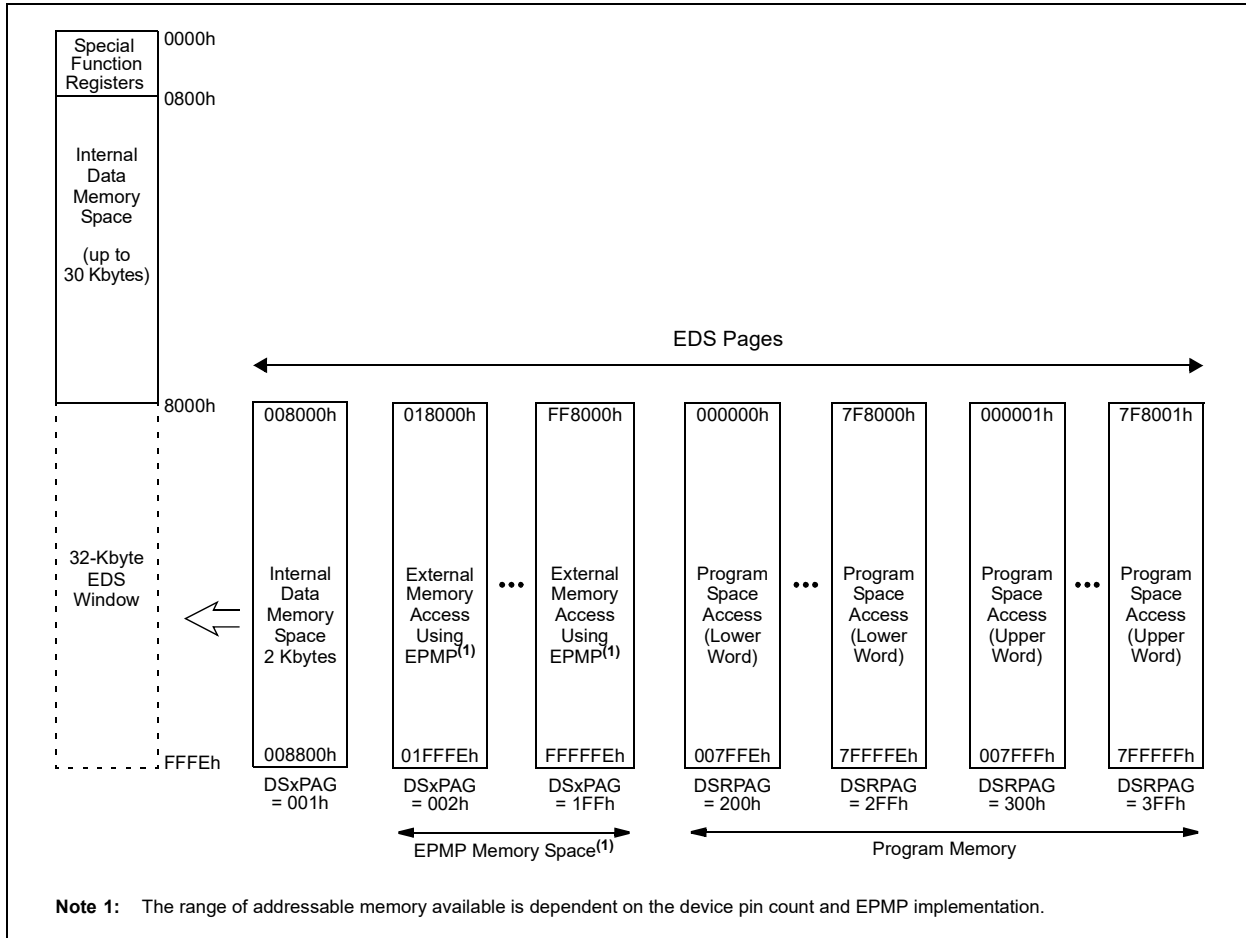 Special
Function
Registers
0000h
0800h
Internal
Data
Memory
Space
(up to
30 Kbytes)
EDS Pages
8000h
32-Kbyte
EDS
Window
FFFEh
008000h
Internal
Data
Memory
Space
2 Kbytes
008800h
DSxPAG
= 001h
018000h
External
Memory
Access
Using
EPMP(1)
01FFFEh
DSxPAG
= 002h
•••
FF8000h
External
Memory
Access
Using
EPMP(1)
FFFFFEh
DSxPAG
= 1FFh
EPMP Memory Space(1)
000000h
Program
Space
Access
(Lower
Word)
007FFEh
DSRPAG
= 200h
•••
7F8000h
Program
Space
Access
(Lower
Word)
7FFFFEh
DSRPAG
= 2FFh
000001h
Program
Space
Access
(Upper
Word)
007FFFh
DSRPAG
= 300h
•••
7F8001h
Program
Space
Access
(Upper
Word)
7FFFFFh
DSRPAG
= 3FFh
Program Memory
Note 1: The range of addressable memory available is dependent on the device pin count and EPMP implementation.